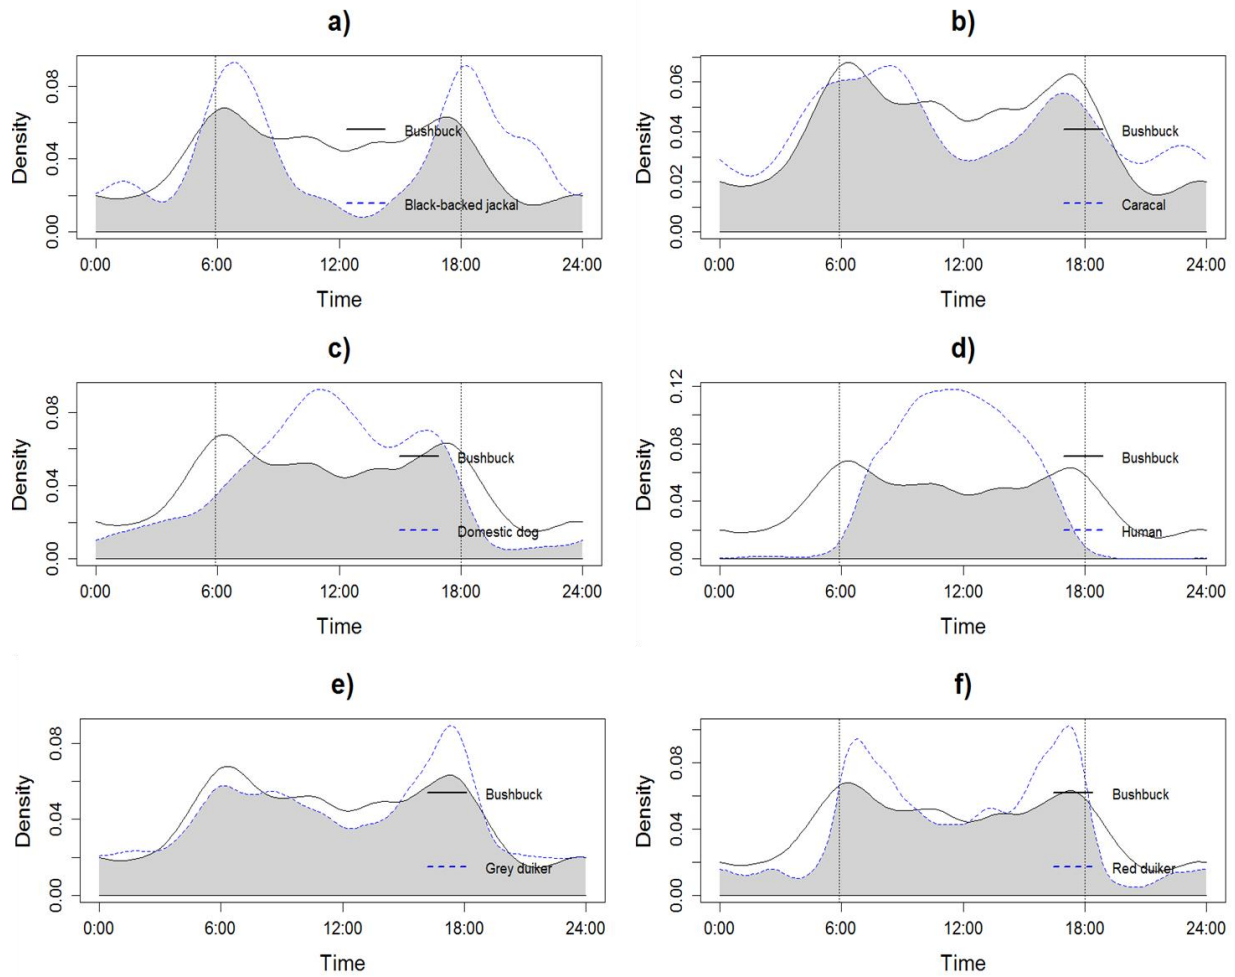 a)
Density
0.00 0.04 0.08
Bushbuck
Black-backed jackal
0:00 6:00 12:00 18:00 24:00
Time
b)
Density
0.00 0.02 0.04 0.06
Bushbuck
Caracal
0:00 6:00 12:00 18:00 24:00
Time
c)
Density
0.00 0.04 0.08
Bushbuck
Domestic dog
0:00 6:00 12:00 18:00 24:00
Time
d)
Density
0.00 0.04 0.08 0.12
Bushbuck
Human
0:00 6:00 12:00 18:00 24:00
Time
e)
Density
0.00 0.04 0.08
Bushbuck
Grey duiker
0:00 6:00 12:00 18:00 24:00
Time
f)
Density
0.00 0.04 0.08
Bushbuck
Red duiker
0:00 6:00 12:00 18:00 24:00
Time